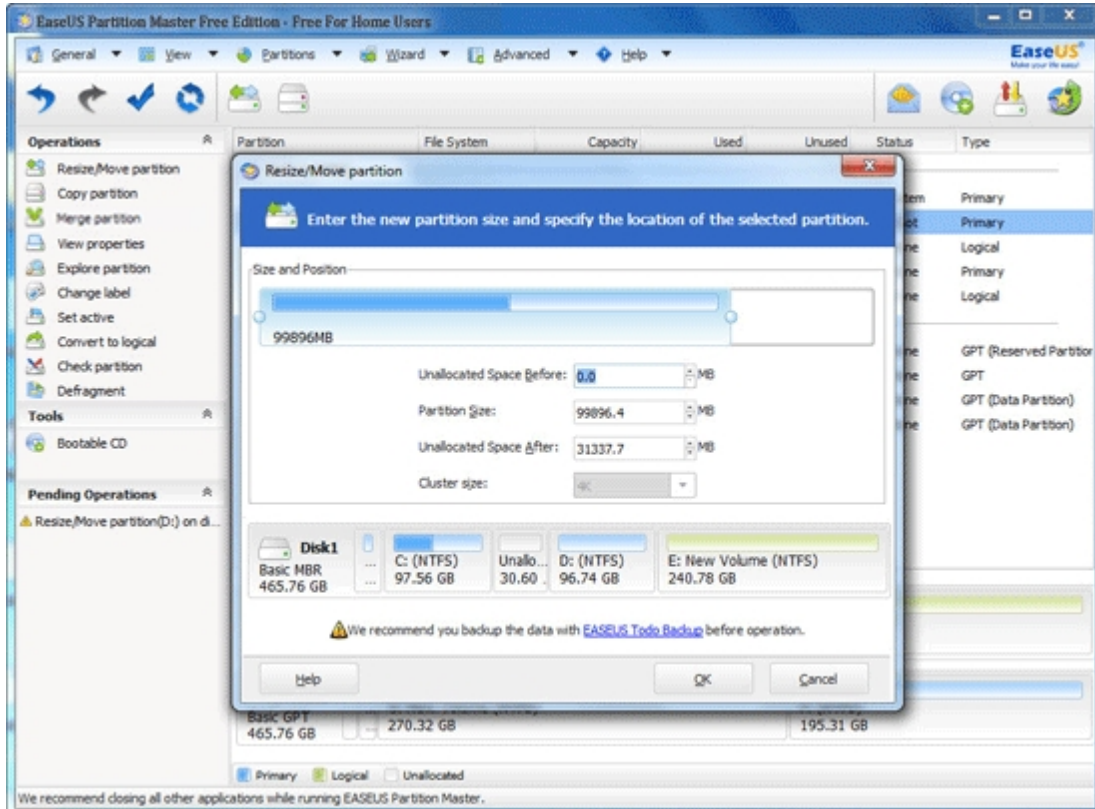 EaseUS Partition Master Free Edition - Free For Home Users
General View Partitions Wizard Advanced Help
EaseUS
Make your life easy!
Operations
Resize/Move partition
Copy partition
Merge partition
View properties
Explore partition
Change label
Set active
Convert to logical
Check partition
Defragment
Tools
Bootable CD
Pending Operations
Resize/Move partition(D:) on di...
Partition File System Capacity Used Unused Status Type
Primary
Primary
Logical
Primary
Logical
GPT (Reserved Partition
GPT
GPT (Data Partition)
GPT (Data Partition)
Resize/Move partition
Enter the new partition size and specify the location of the selected partition.
Size and Position
99896MB
Unallocated Space Before: 0.0 MB
Partition Size: 99896.4 MB
Unallocated Space After: 31337.7 MB
Cluster size: 4K
Disk1
Basic MBR
465.76 GB
...
...
C: (NTFS)
97.56 GB
Unallo...
30.60
D: (NTFS)
96.74 GB
E: New Volume (NTFS)
240.78 GB
We recommend you backup the data with EASEUS Todo Backup before operation.
Help OK Cancel
Basic GPT
465.76 GB
270.32 GB
195.31 GB
Primary Logical Unallocated
We recommend closing all other applications while running EASEUS Partition Master.